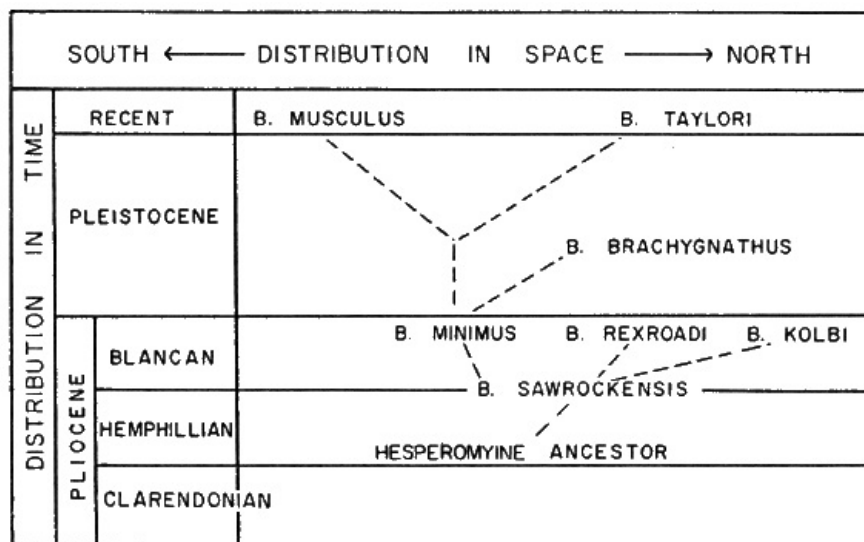 SOUTH ← DISTRIBUTION IN SPACE → NORTH
DISTRIBUTION IN TIME
RECENT
B. MUSCULUS
B. TAYLORI
PLEISTOCENE
B. BRACHYGNATHUS
PLIOCENE
B. MINIMUS
B. REXROADI
B. KOLBI
BLANCAN
B. SAWROCKENSIS
HEMPHILLIAN
HESPEROMYINE ANCESTOR
CLARENDONIAN